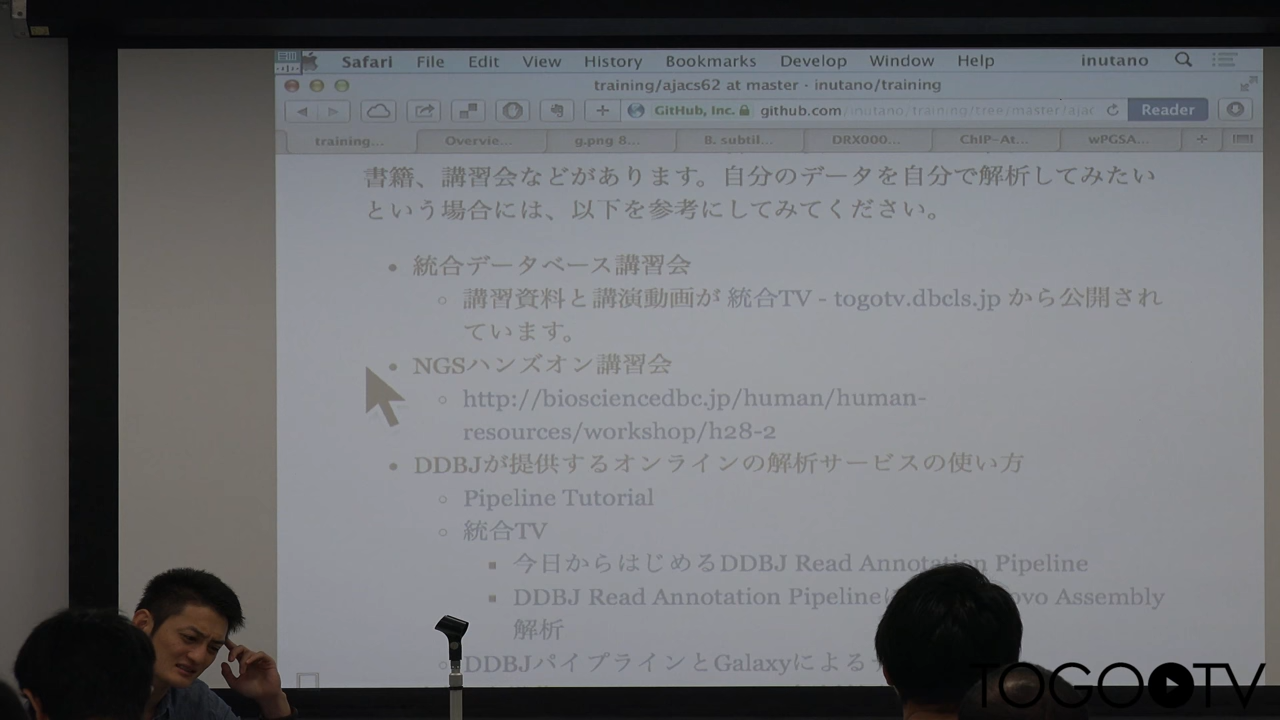 Safari File Edit View History Bookmarks Develop Window Help inutano
training/ajacs62 at master · inutano/training
GitHub, Inc. github.com/inutano/training/tree/master/ajac Reader
training... Overvie... g.png 8... B. subtil... DRX000... ChIP-At... wPGSA...
書籍、講習会などがあります。自分のデータを自分で解析してみたい
という場合には、以下を参考にしてみてください。
統合データベース講習会
講習資料と講演動画が 統合TV - togotv.dbcls.jp から公開され
ています。
NGSハンズオン講習会
http://biosciencedbc.jp/human/human-
resources/workshop/h28-2
DDBJが提供するオンラインの解析サービスの使い方
Pipeline Tutorial
統合TV
今日からはじめるDDBJ Read Annotation Pipeline
DDBJ Read Annotation Pipeline Assembly
解析
DDBJパイプラインとGalaxyによる
TOGOTV